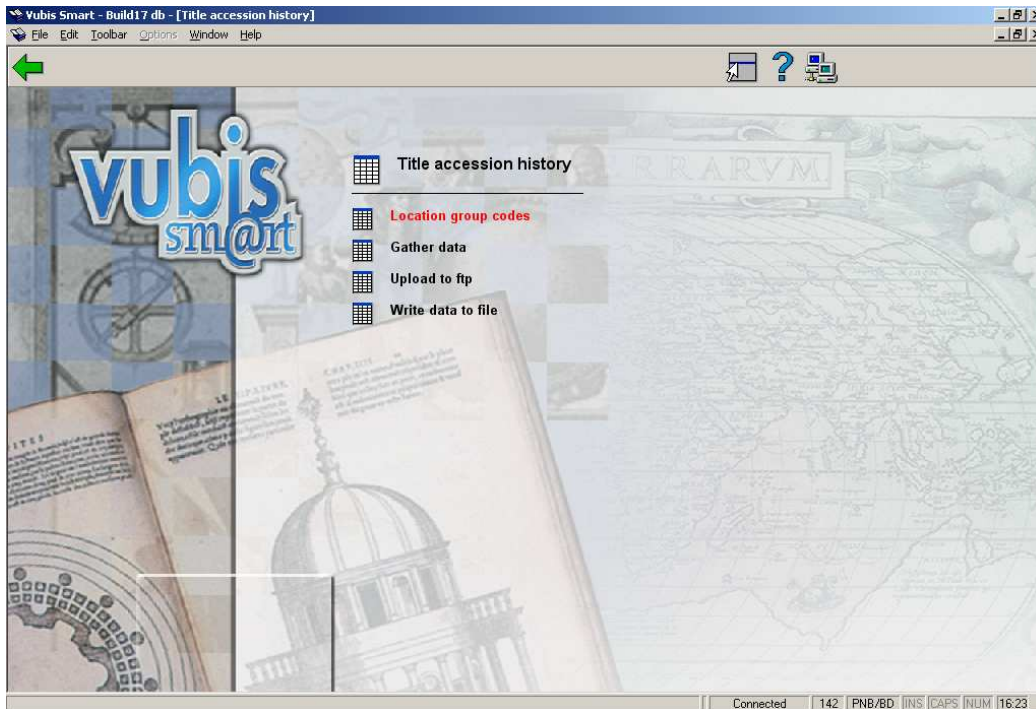 Vubis Smart - Build17 db - [Title accession history]
File Edit Toolbar Options Window Help
vubis
sm@rt
Title accession history
RRARVM
Location group codes
Gather data
Upload to ftp
Write data to file
Connected 142 PNB/BD INS CAPS NUM 16:23